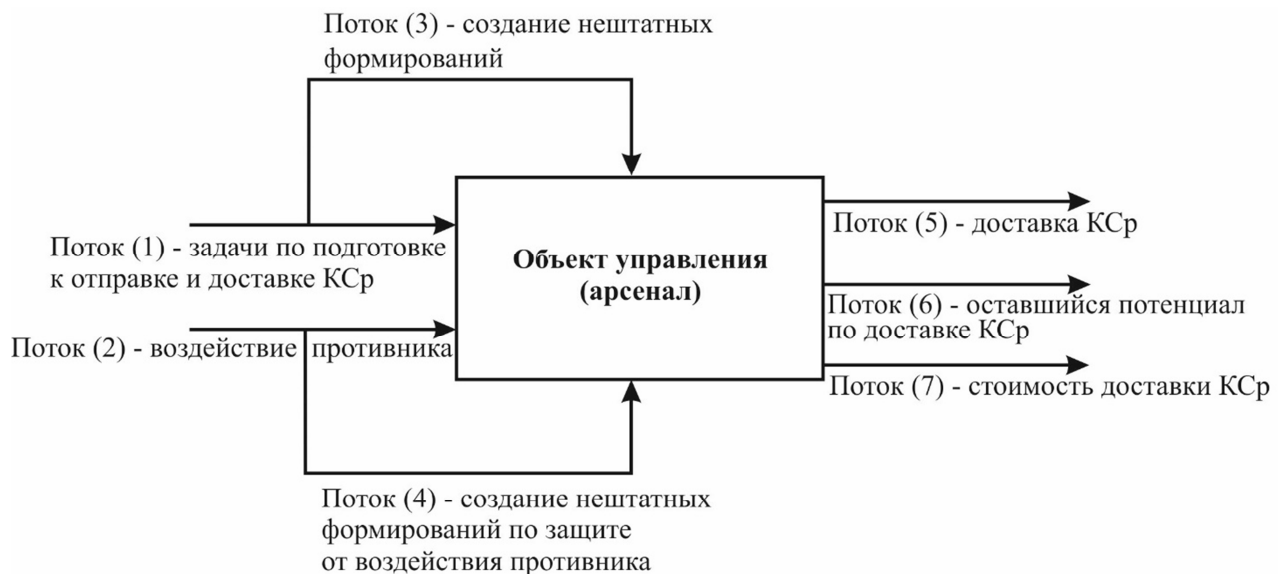 Поток (3) - создание нештатных
формирований
Поток (1) - задачи по подготовке
к отправке и доставке КСр
Поток (2) - воздействие противника
Объект управления
(арсенал)
Поток (5) - доставка КСр
Поток (6) - оставшийся потенциал
по доставке КСр
Поток (7) - стоимость доставки КСр
Поток (4) - создание нештатных
формирований по защите
от воздействия противника